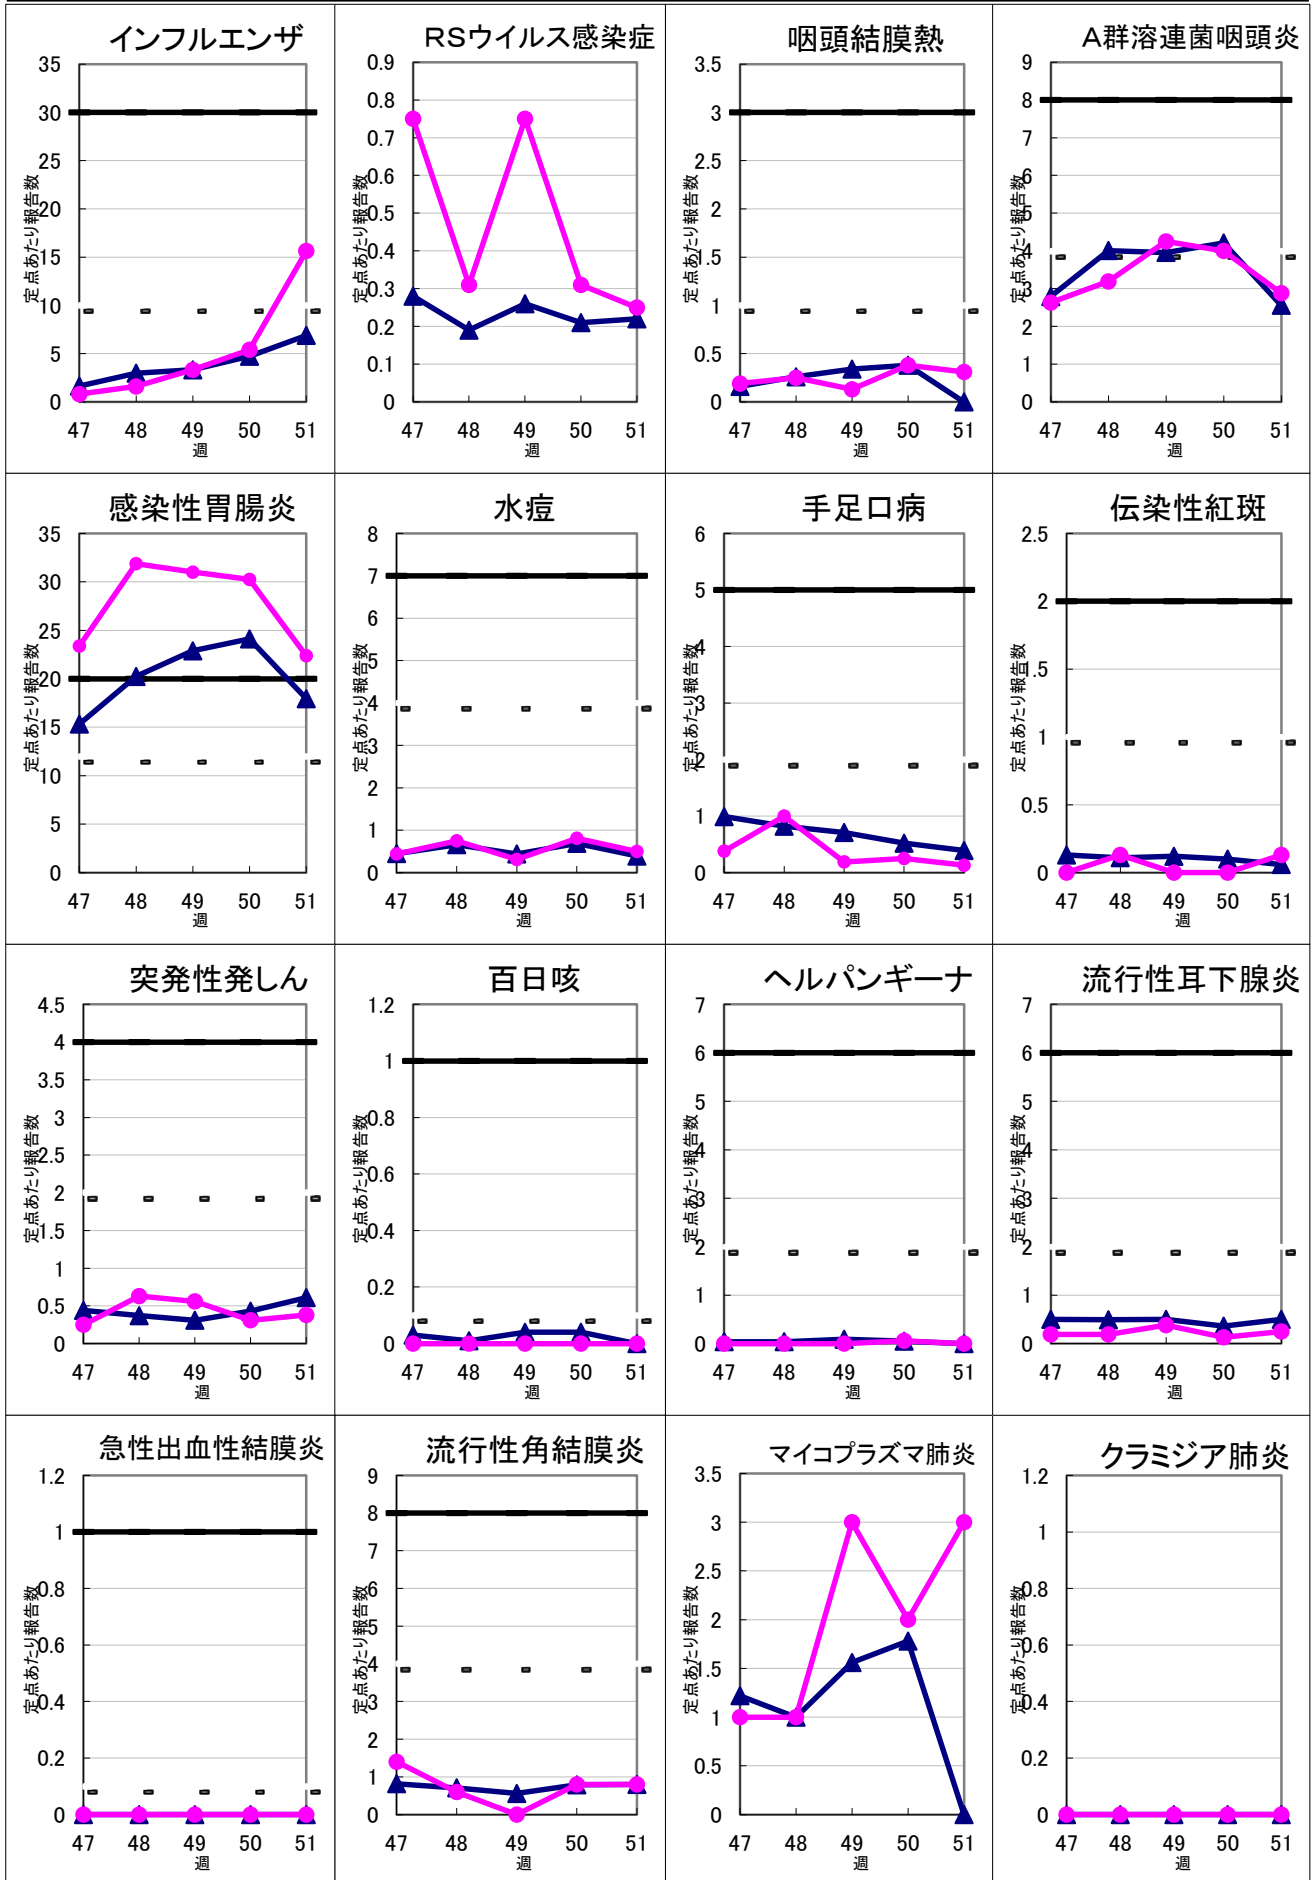 インフルエンザ
35
30
25
20
15
10
5
0
定点あたり報告数
47 48 49 50 51
週
RSウイルス感染症
0.9
0.8
0.7
0.6
0.5
0.4
0.3
0.2
0.1
0
定点あたり報告数
47 48 49 50 51
週
咽頭結膜熱
3.5
3
2.5
2
1.5
1
0.5
0
定点あたり報告数
47 48 49 50 51
週
A群溶連菌咽頭炎
9
8
7
6
5
4
3
2
1
0
定点あたり報告数
47 48 49 50 51
週
感染性胃腸炎
35
30
25
20
15
10
5
0
定点あたり報告数
47 48 49 50 51
週
水痘
8
7
6
5
4
3
2
1
0
定点あたり報告数
47 48 49 50 51
週
手足口病
6
5
4
3
2
1
0
定点あたり報告数
47 48 49 50 51
週
伝染性紅斑
2.5
2
1.5
1
0.5
0
定点あたり報告数
47 48 49 50 51
週
突発性発しん
4.5
4
3.5
3
2.5
2
1.5
1
0.5
0
定点あたり報告数
47 48 49 50 51
週
百日咳
1.2
1
0.8
0.6
0.4
0.2
0
定点あたり報告数
47 48 49 50 51
週
ヘルパンギーナ
7
6
5
4
3
2
1
0
定点あたり報告数
47 48 49 50 51
週
流行性耳下腺炎
7
6
5
4
3
2
1
0
定点あたり報告数
47 48 49 50 51
週
急性出血性結膜炎
1.2
1
0.8
0.6
0.4
0.2
0
定点あたり報告数
47 48 49 50 51
週
流行性角結膜炎
9
8
7
6
5
4
3
2
1
0
定点あたり報告数
47 48 49 50 51
週
マイコプラズマ肺炎
3.5
3
2.5
2
1.5
1
0.5
0
定点あたり報告数
47 48 49 50 51
週
クラミジア肺炎
1.2
1
0.8
0.6
0.4
0.2
0
定点あたり報告数
47 48 49 50 51
週